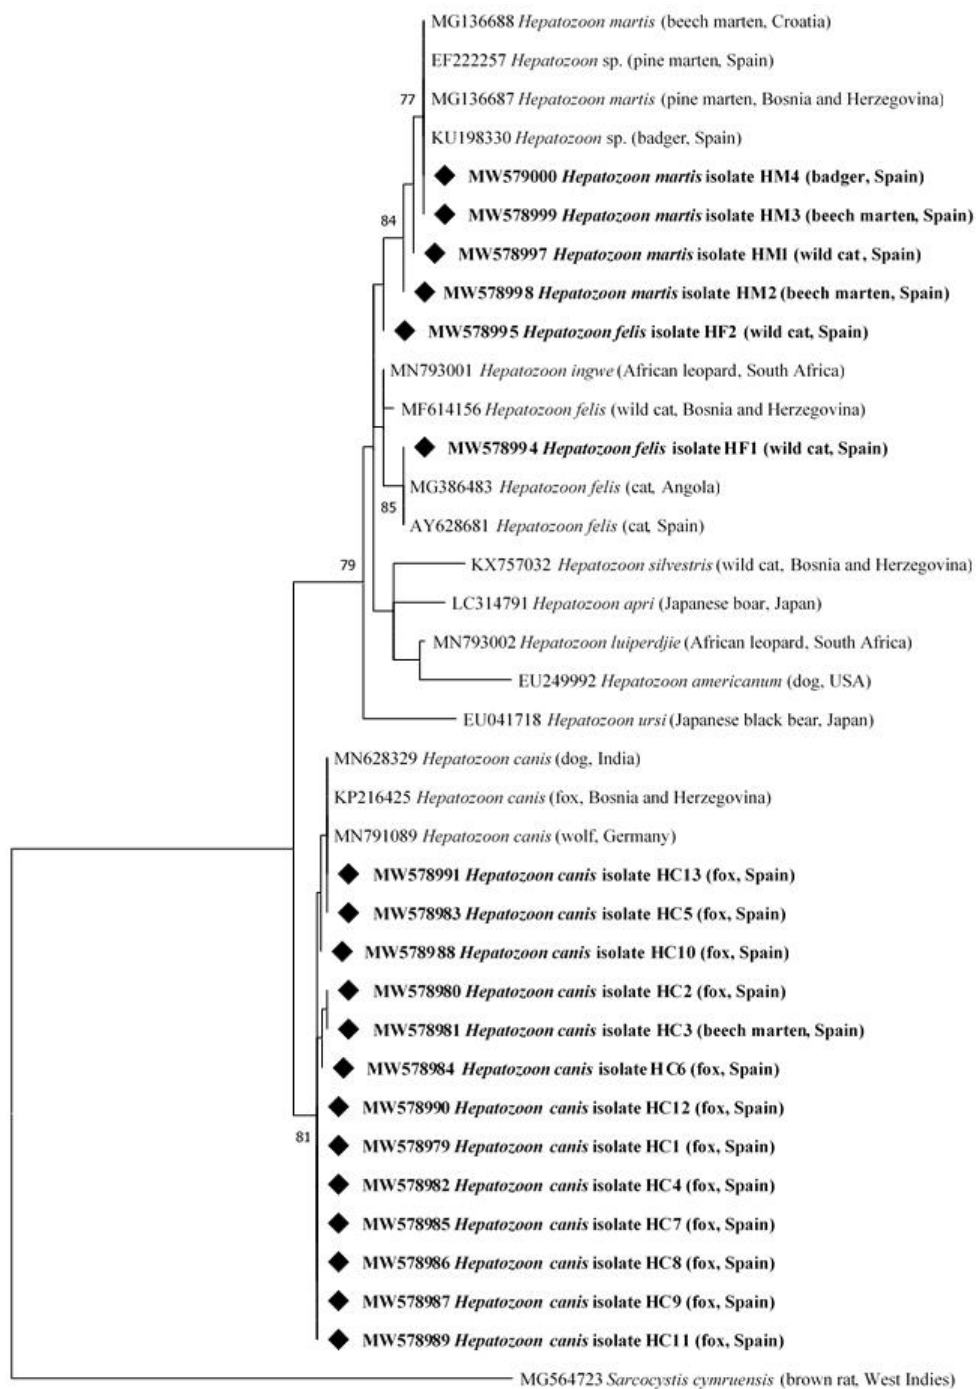 MG136688 Hepatozoon martis (beech marten, Croatia)
EF222257 Hepatozoon sp. (pine marten, Spain)
77
MG136687 Hepatozoon martis (pine marten, Bosnia and Herzegovina)
KU198330 Hepatozoon sp. (badger, Spain)
MW579000 Hepatozoon martis isolate HM4 (badger, Spain)
84
MW578999 Hepatozoon martis isolate HM3 (beech marten, Spain)
MW578997 Hepatozoon martis isolate HM1 (wild cat, Spain)
MW578998 Hepatozoon martis isolate HM2 (beech marten, Spain)
MW578995 Hepatozoon felis isolate HF2 (wild cat, Spain)
MN793001 Hepatozoon ingwe (African leopard, South Africa)
MF614156 Hepatozoon felis (wild cat, Bosnia and Herzegovina)
MW578994 Hepatozoon felis isolate HF1 (wild cat, Spain)
MG386483 Hepatozoon felis (cat, Angola)
85
AY628681 Hepatozoon felis (cat, Spain)
79
KX757032 Hepatozoon silvestris (wild cat, Bosnia and Herzegovina)
LC314791 Hepatozoon apri (Japanese boar, Japan)
MN793002 Hepatozoon luiperdjie (African leopard, South Africa)
EU249992 Hepatozoon americanum (dog, USA)
EU041718 Hepatozoon ursi (Japanese black bear, Japan)
MN628329 Hepatozoon canis (dog, India)
KP216425 Hepatozoon canis (fox, Bosnia and Herzegovina)
MN791089 Hepatozoon canis (wolf, Germany)
MW578991 Hepatozoon canis isolate HC13 (fox, Spain)
MW578983 Hepatozoon canis isolate HC5 (fox, Spain)
MW578988 Hepatozoon canis isolate HC10 (fox, Spain)
MW578980 Hepatozoon canis isolate HC2 (fox, Spain)
MW578981 Hepatozoon canis isolate HC3 (beech marten, Spain)
MW578984 Hepatozoon canis isolate HC6 (fox, Spain)
MW578990 Hepatozoon canis isolate HC12 (fox, Spain)
81
MW578979 Hepatozoon canis isolate HC1 (fox, Spain)
MW578982 Hepatozoon canis isolate HC4 (fox, Spain)
MW578985 Hepatozoon canis isolate HC7 (fox, Spain)
MW578986 Hepatozoon canis isolate HC8 (fox, Spain)
MW578987 Hepatozoon canis isolate HC9 (fox, Spain)
MW578989 Hepatozoon canis isolate HC11 (fox, Spain)
MG564723 Sarcocystis cymruensis (brown rat, West Indies)